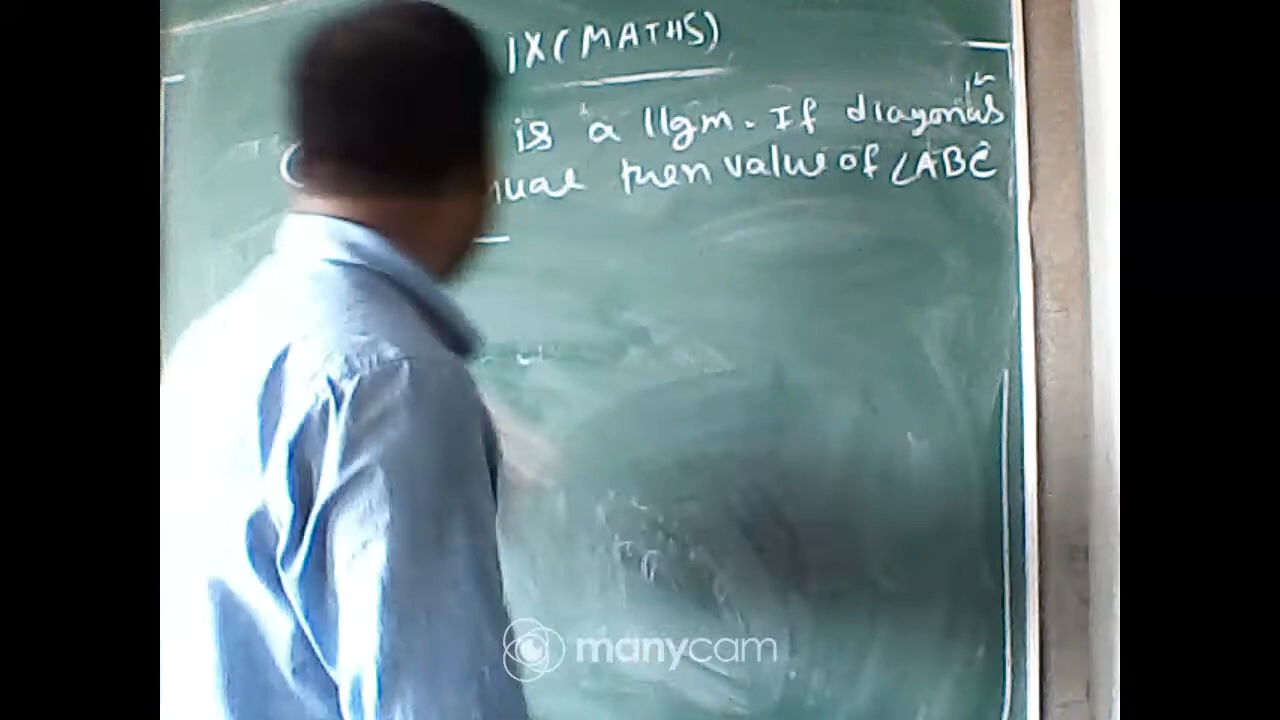 IX (MATHS)
is a llgm. If diagonals
then value of ∠ABC
manycam